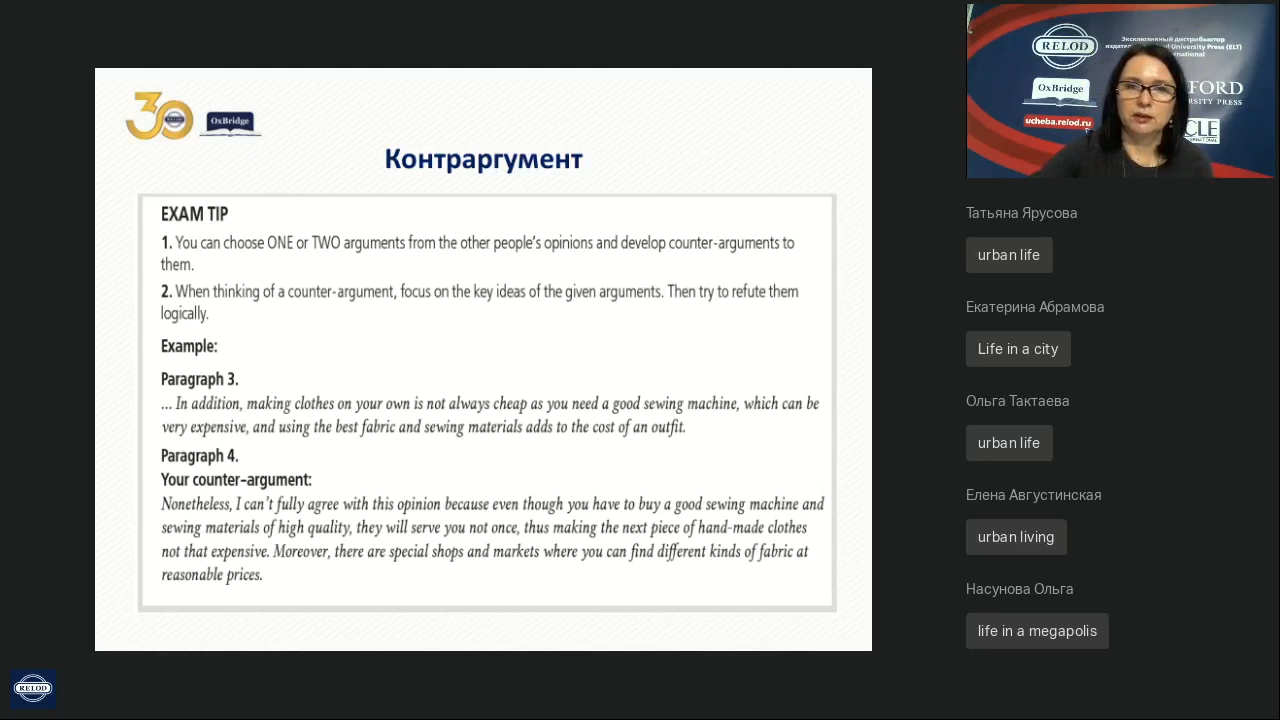 30
RELOD
OxBridge
Контраргумент
EXAM TIP
1. You can choose ONE or TWO arguments from the other people's opinions and develop counter-arguments to
them.
2. When thinking of a counter-argument, focus on the key ideas of the given arguments. Then try to refute them
logically.
Example:
Paragraph 3.
... In addition, making clothes on your own is not always cheap as you need a good sewing machine, which can be
very expensive, and using the best fabric and sewing materials adds to the cost of an outfit.
Paragraph 4.
Your counter-argument:
Nonetheless, I can't fully agree with this opinion because even though you have to buy a good sewing machine and
sewing materials of high quality, they will serve you not once, thus making the next piece of hand-made clothes
not that expensive. Moreover, there are special shops and markets where you can find different kinds of fabric at
reasonable prices.
RELOD
RELOD
Эксклюзивный дистрибьютор
University Press (ELT)
OxBridge
ucheba.relod.ru
Татьяна Ярусова
urban life
Екатерина Абрамова
Life in a city
Ольга Тактаева
urban life
Елена Августинская
urban living
Насунова Ольга
life in a megapolis